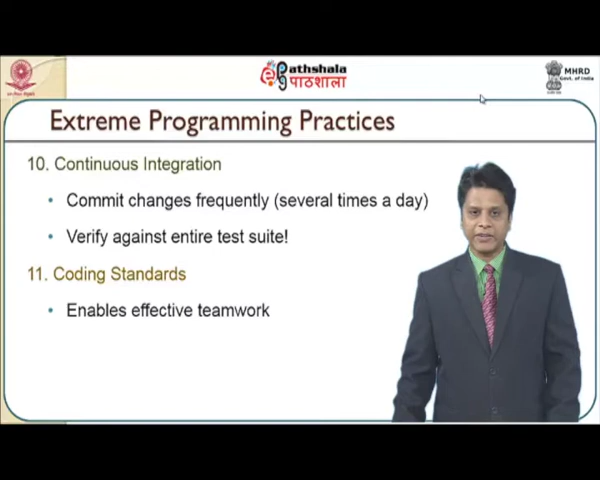 ePathshala
पाठशाला
MHRD
Govt. of India
Extreme Programming Practices
10. Continuous Integration
• Commit changes frequently (several times a day)
• Verify against entire test suite!
11. Coding Standards
• Enables effective teamwork